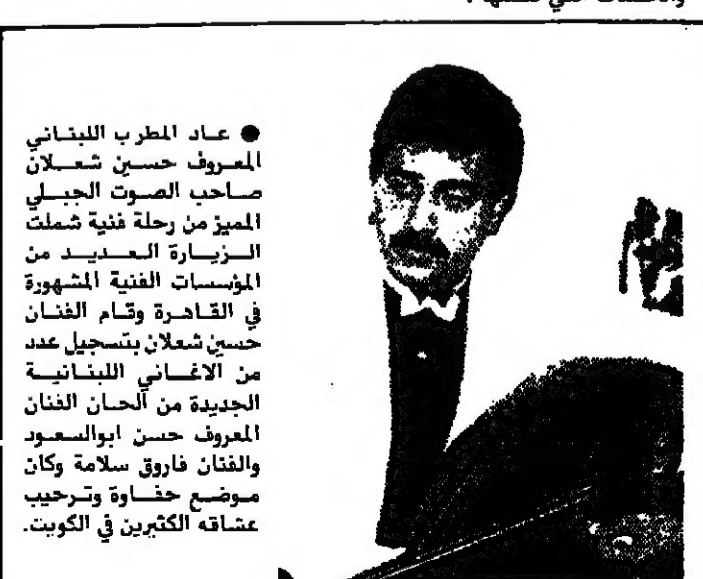 ● عاد المطرب اللبناني
المعروف حسين شعلان
صاحب الصوت الجبلي
المميز من رحلة فنية شملت
الزيارة العديد من
المؤسسات الفنية المشهورة
في القاهرة وقام الفنان
حسين شعلان بتسجيل عدد
من الاغاني اللبنانية
الجديدة من الحان الفنان
المعروف حسن ابوالسعود
والفنان فاروق سلامة وكان
موضع حفاوة وترحيب
عشاقه الكثيرين في الكويت.